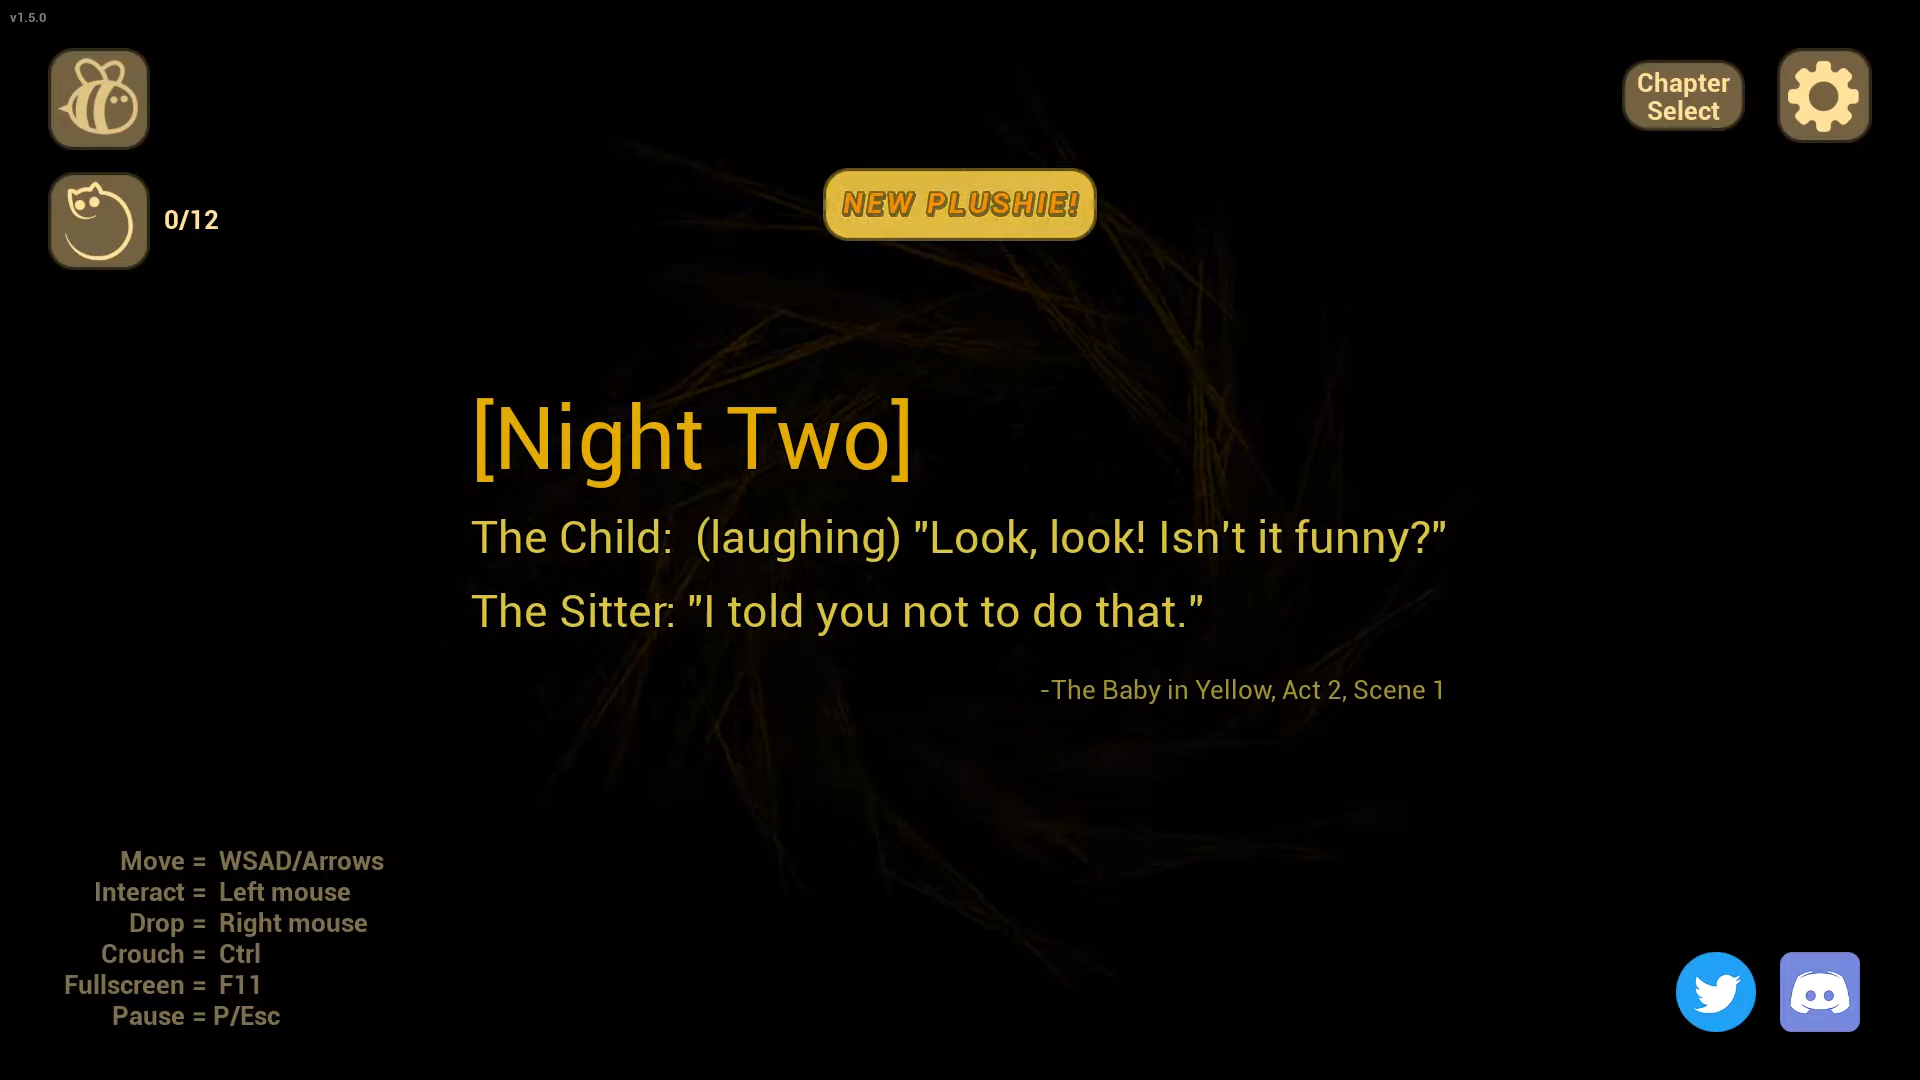 v1.5.0
Chapter
Select
0/12
NEW PLUSHIE!
[Night Two]
The Child:  (laughing) "Look, look! Isn't it funny?"
The Sitter: "I told you not to do that."
-The Baby in Yellow, Act 2, Scene 1
Move = WSAD/Arrows
Interact = Left mouse
Drop = Right mouse
Crouch = Ctrl
Fullscreen = F11
Pause = P/Esc